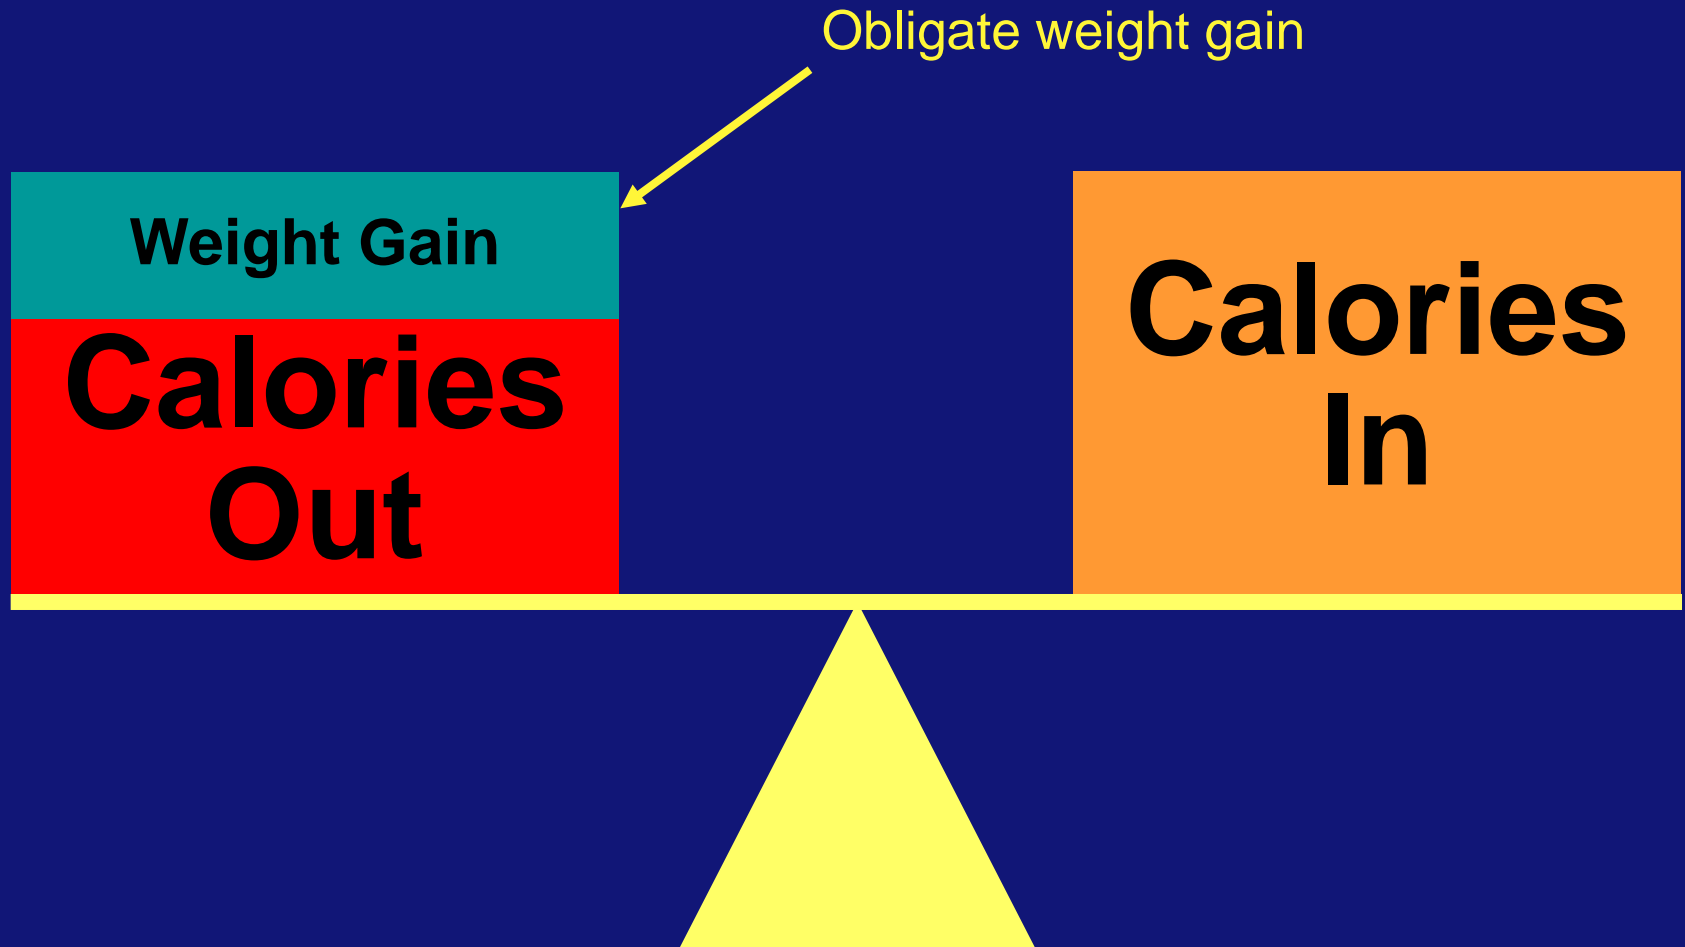 Obligate weight gain
Weight Gain
Calories
Out
Calories
In